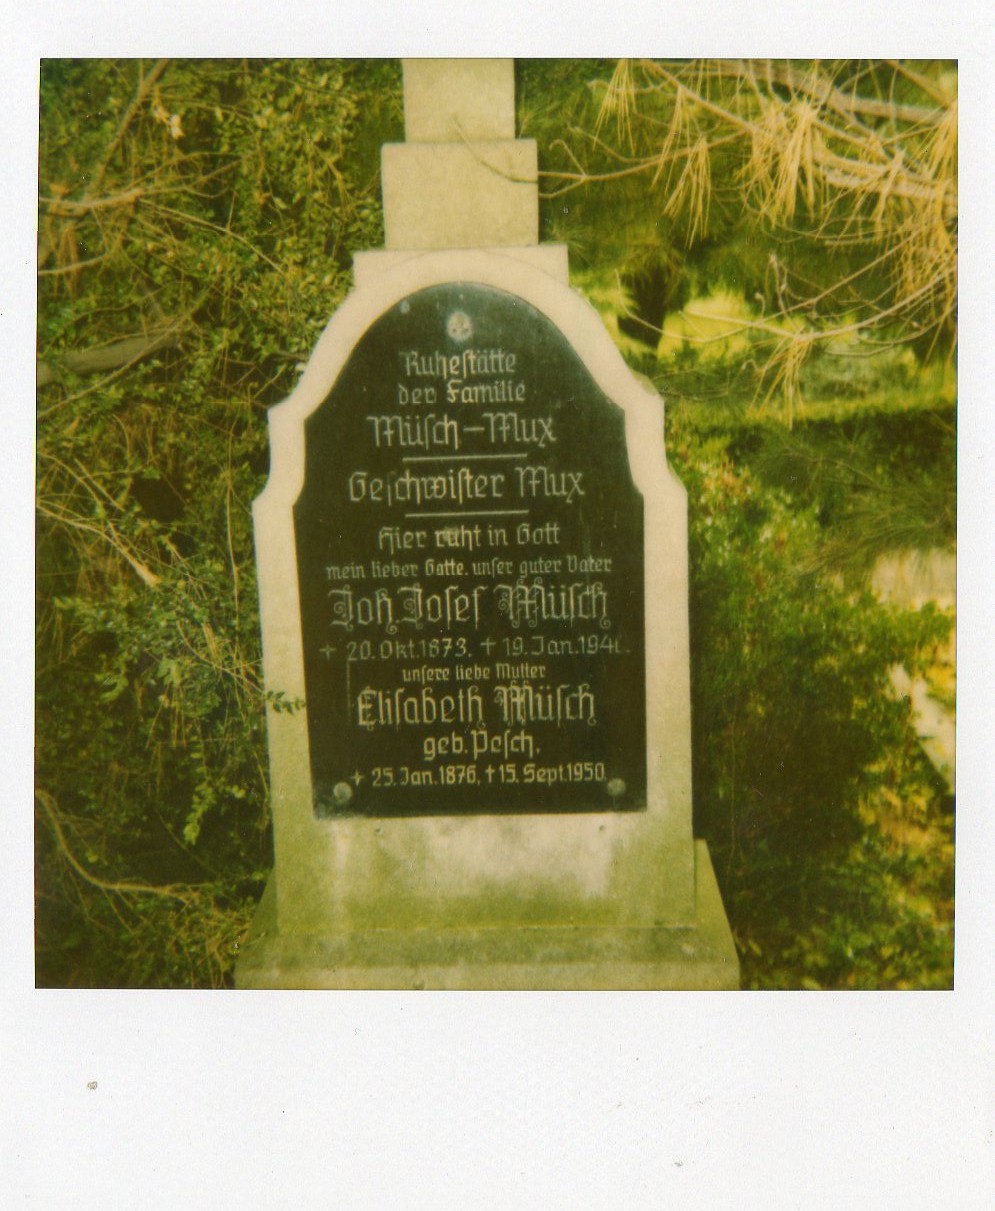 Ruhestätte
der Familie
Müsch-Mux
Geschwister Mux
Hier ruht in Gott
mein lieber Gatte, unser guter Vater
Joh. Josef Müsch
+ 20. Okt. 1873, + 19. Jan.
unsere liebe Mutter
Elisabeth Müsch
geb. Pesch,
+ 25. Jan. 1876, + 15. Sept. 1950.